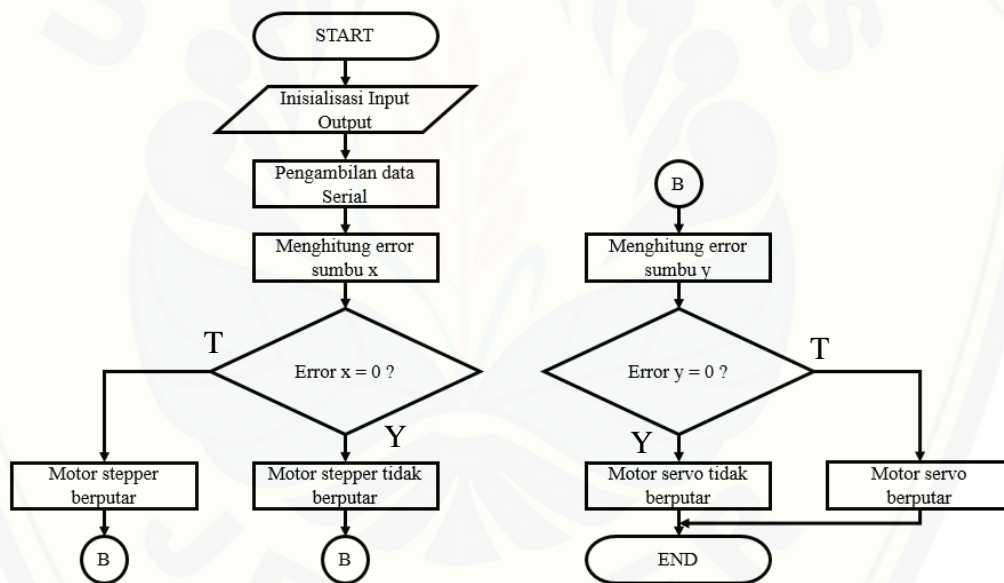 START
Inisialisasi Input
Output
Pengambilan data
Serial
Menghitung error
sumbu x
Error x = 0 ?
T
Y
Motor stepper
berputar
Motor stepper tidak
berputar
B
B
B
Menghitung error
sumbu y
Error y = 0 ?
T
Y
Motor servo tidak
berputar
Motor servo
berputar
END